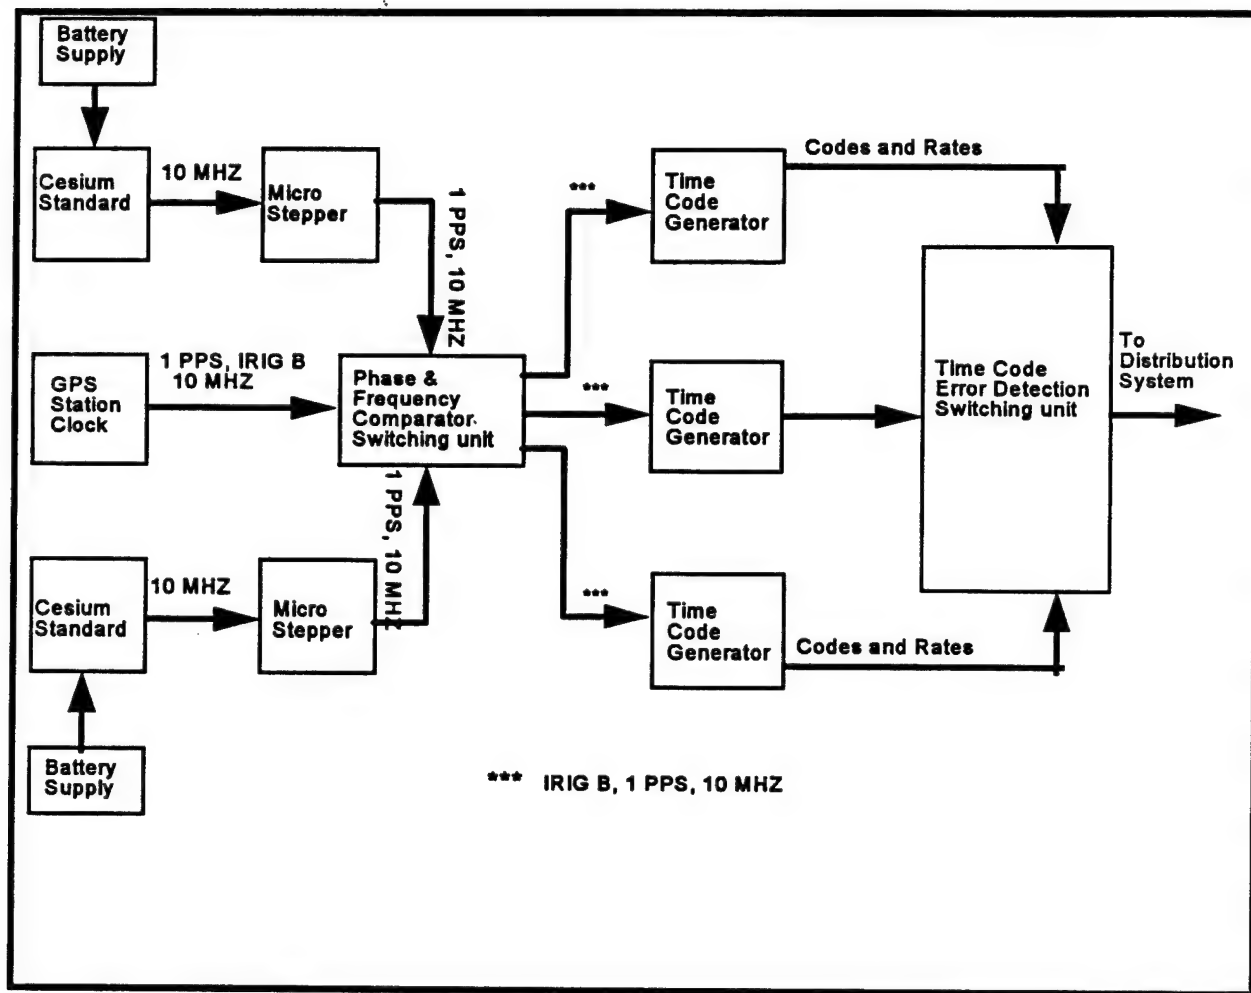 Battery
Supply
Cesium
Standard
10 MHZ
Micro
Stepper
1 PPS, 10 MHZ
*** 
Time
Code
Generator
Codes and Rates
GPS
Station
Clock
1 PPS, IRIG B
10 MHZ
Phase &
Frequency
Comparator
Switching unit
***
Time
Code
Generator
Time Code
Error Detection
Switching unit
To
Distribution
System
Cesium
Standard
10 MHZ
Micro
Stepper
1 PPS, 10 MHZ
***
Time
Code
Generator
Codes and Rates
Battery
Supply
*** IRIG B, 1 PPS, 10 MHZ